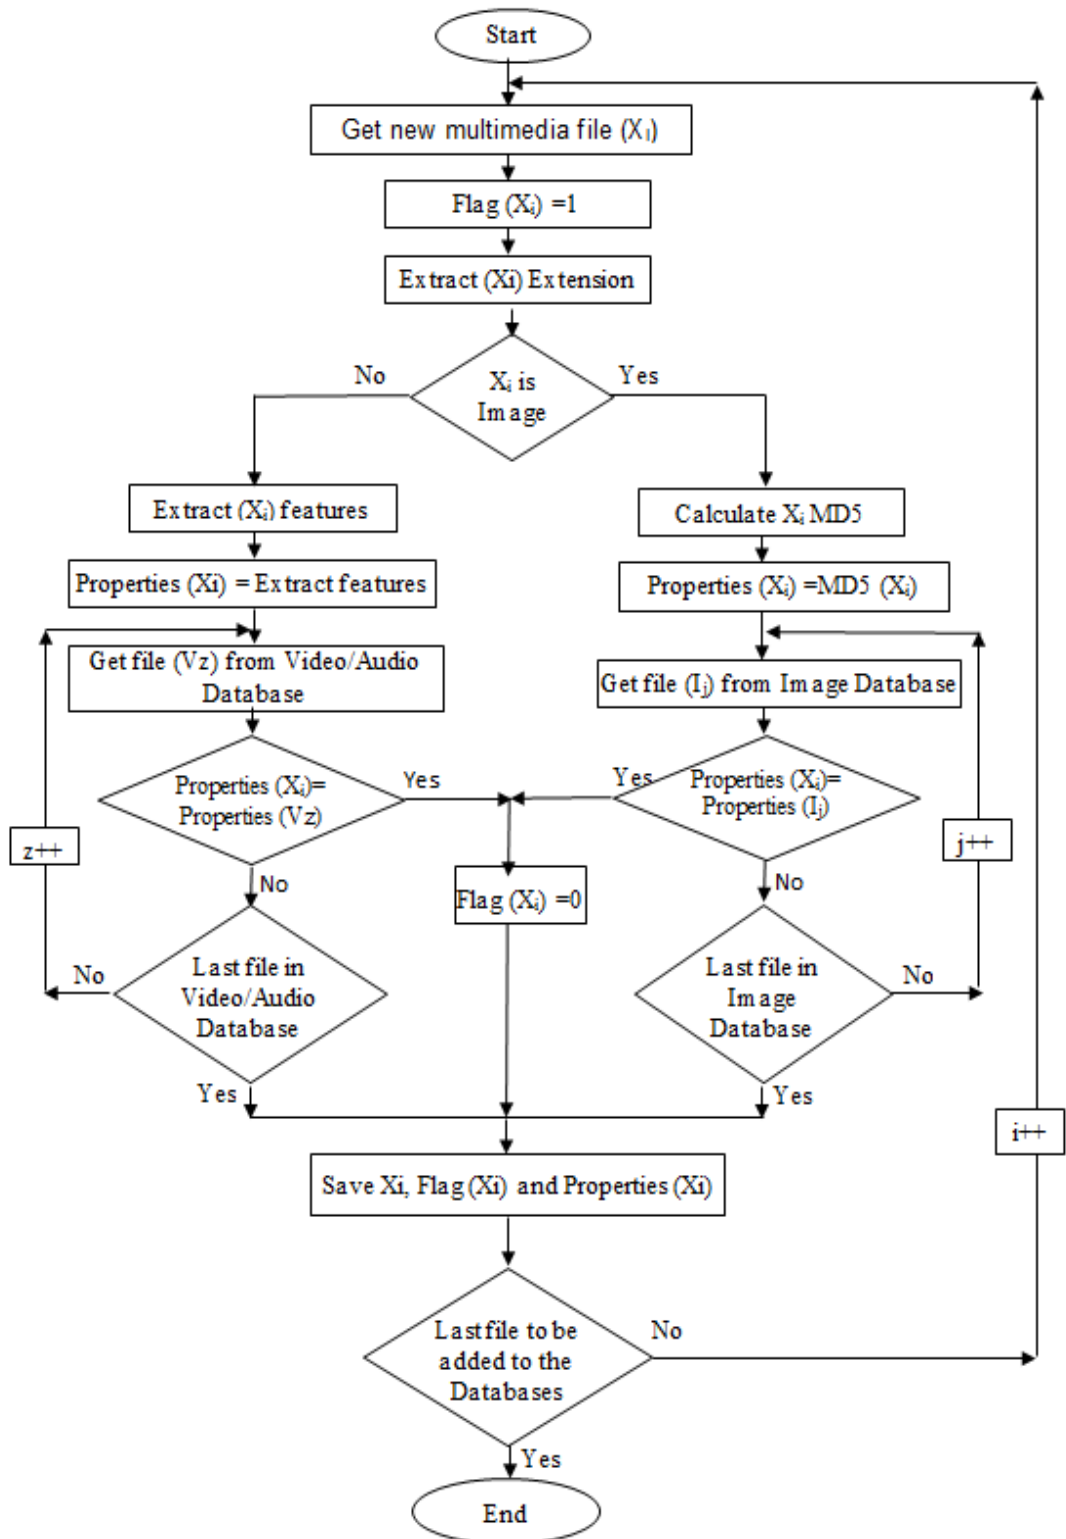 Start
Get new multimedia file (X₁)
Flag (Xᵢ) =1
Extract (Xi) Extension
No
Yes
Xᵢ is
Image
Extract (Xᵢ) features
Calculate Xᵢ MD5
Properties (Xi) = Extract features
Properties (Xᵢ) =MD5 (Xᵢ)
Get file (Vz) from Video/Audio
Database
Get file (Iⱼ) from Image Database
Properties (Xᵢ)=
Properties (Vz)
Yes
Yes
Properties (Xᵢ)=
Properties (Iⱼ)
z++
j++
No
Flag (Xᵢ) =0
No
Last file in
Video/Audio
Database
No
Last file in
Image
Database
No
Yes
Yes
i++
Save Xi, Flag (Xi) and Properties (Xi)
Last file to be
added to the
Databases
No
Yes
End